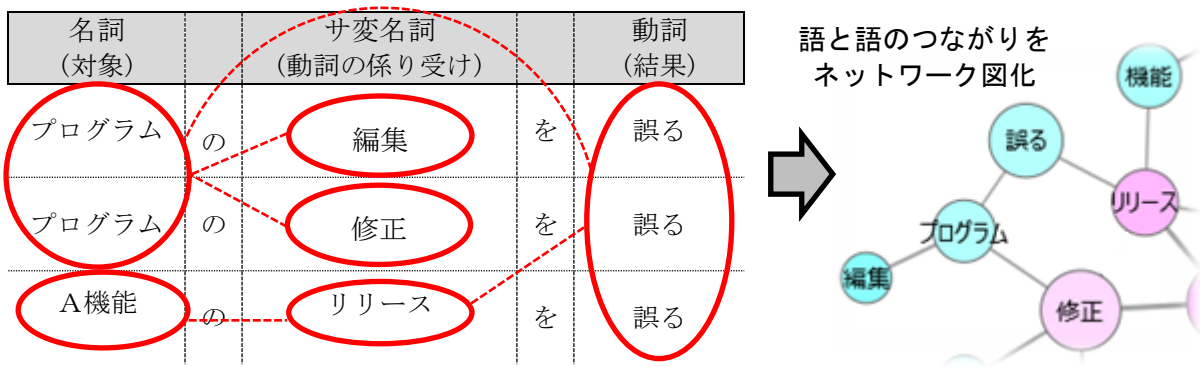 名詞
(対象)
サ変名詞
(動詞の係り受け)
動詞
(結果)
プログラム の 編集 を 誤る
プログラム の 修正 を 誤る
A機能 の リリース を 誤る
語と語のつながりを
ネットワーク図化
機能
誤る
リリース
プログラム
編集
修正